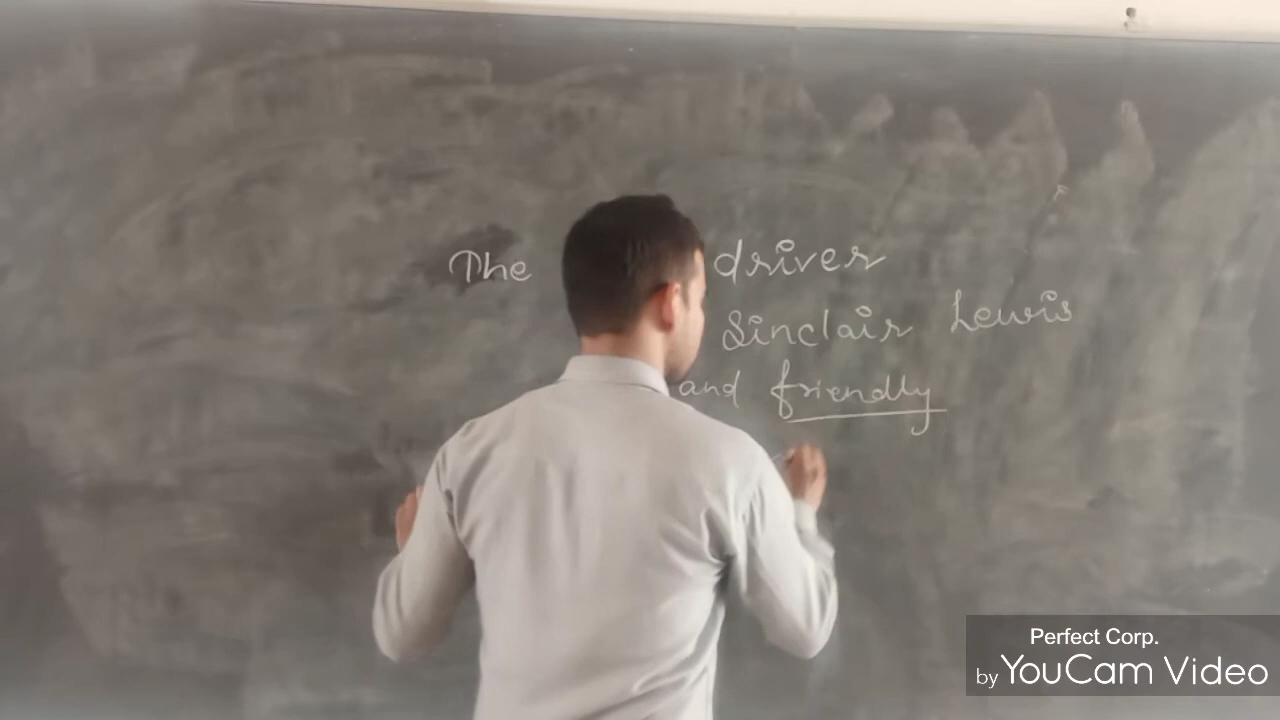 The driver
Sinclair Lewis
and friendly
Perfect Corp.
by YouCam Video